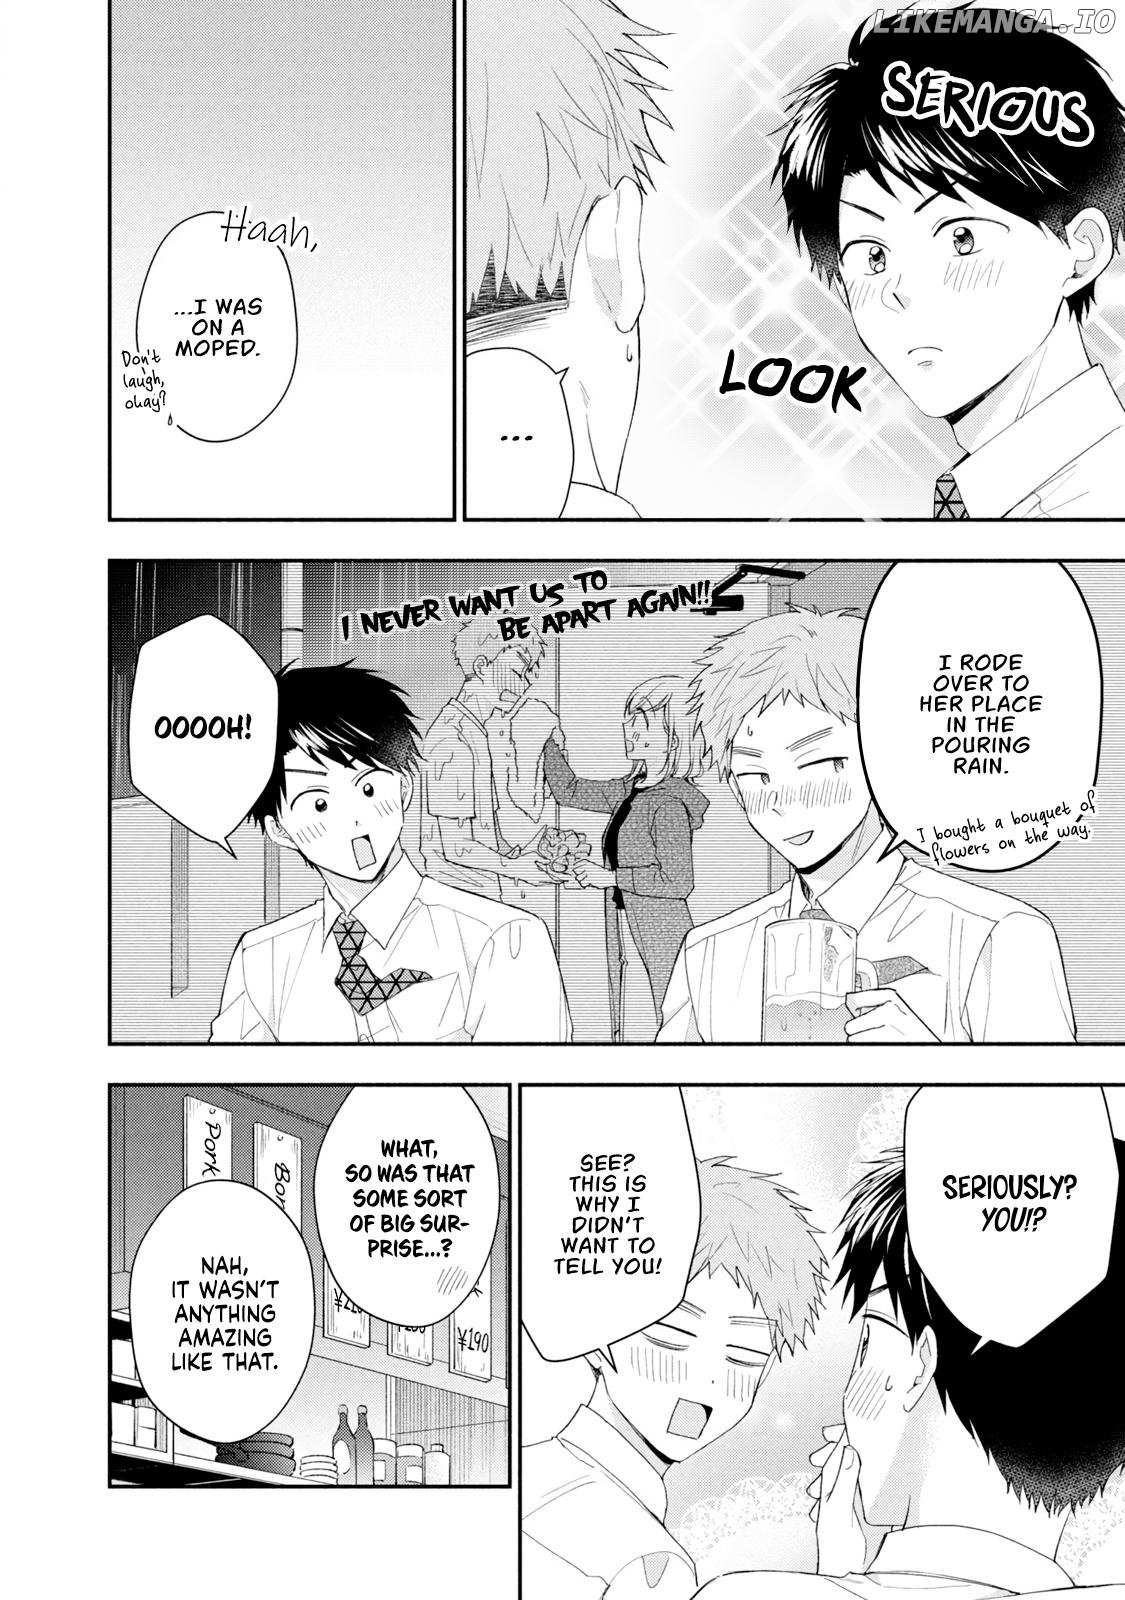 LIKEMANGA.IO
SERIOUS
LOOK
...
Haah,
...I WAS
ON A
MOPED.
Don't
laugh,
okay?
I RODE
OVER TO
HER PLACE
IN THE
POURING
RAIN.
I bought a bouquet of
flowers on the way.
I NEVER WANT US TO
BE APART AGAIN!!
OOOOH!
SERIOUSLY?
YOU!?
SEE?
THIS IS
WHY I
DIDN'T
WANT TO
TELL YOU!
WHAT,
SO WAS THAT
SOME SORT
OF BIG SUR-
PRISE...?
NAH,
IT WASN'T
ANYTHING
AMAZING
LIKE THAT.
Pork
Bon
¥190